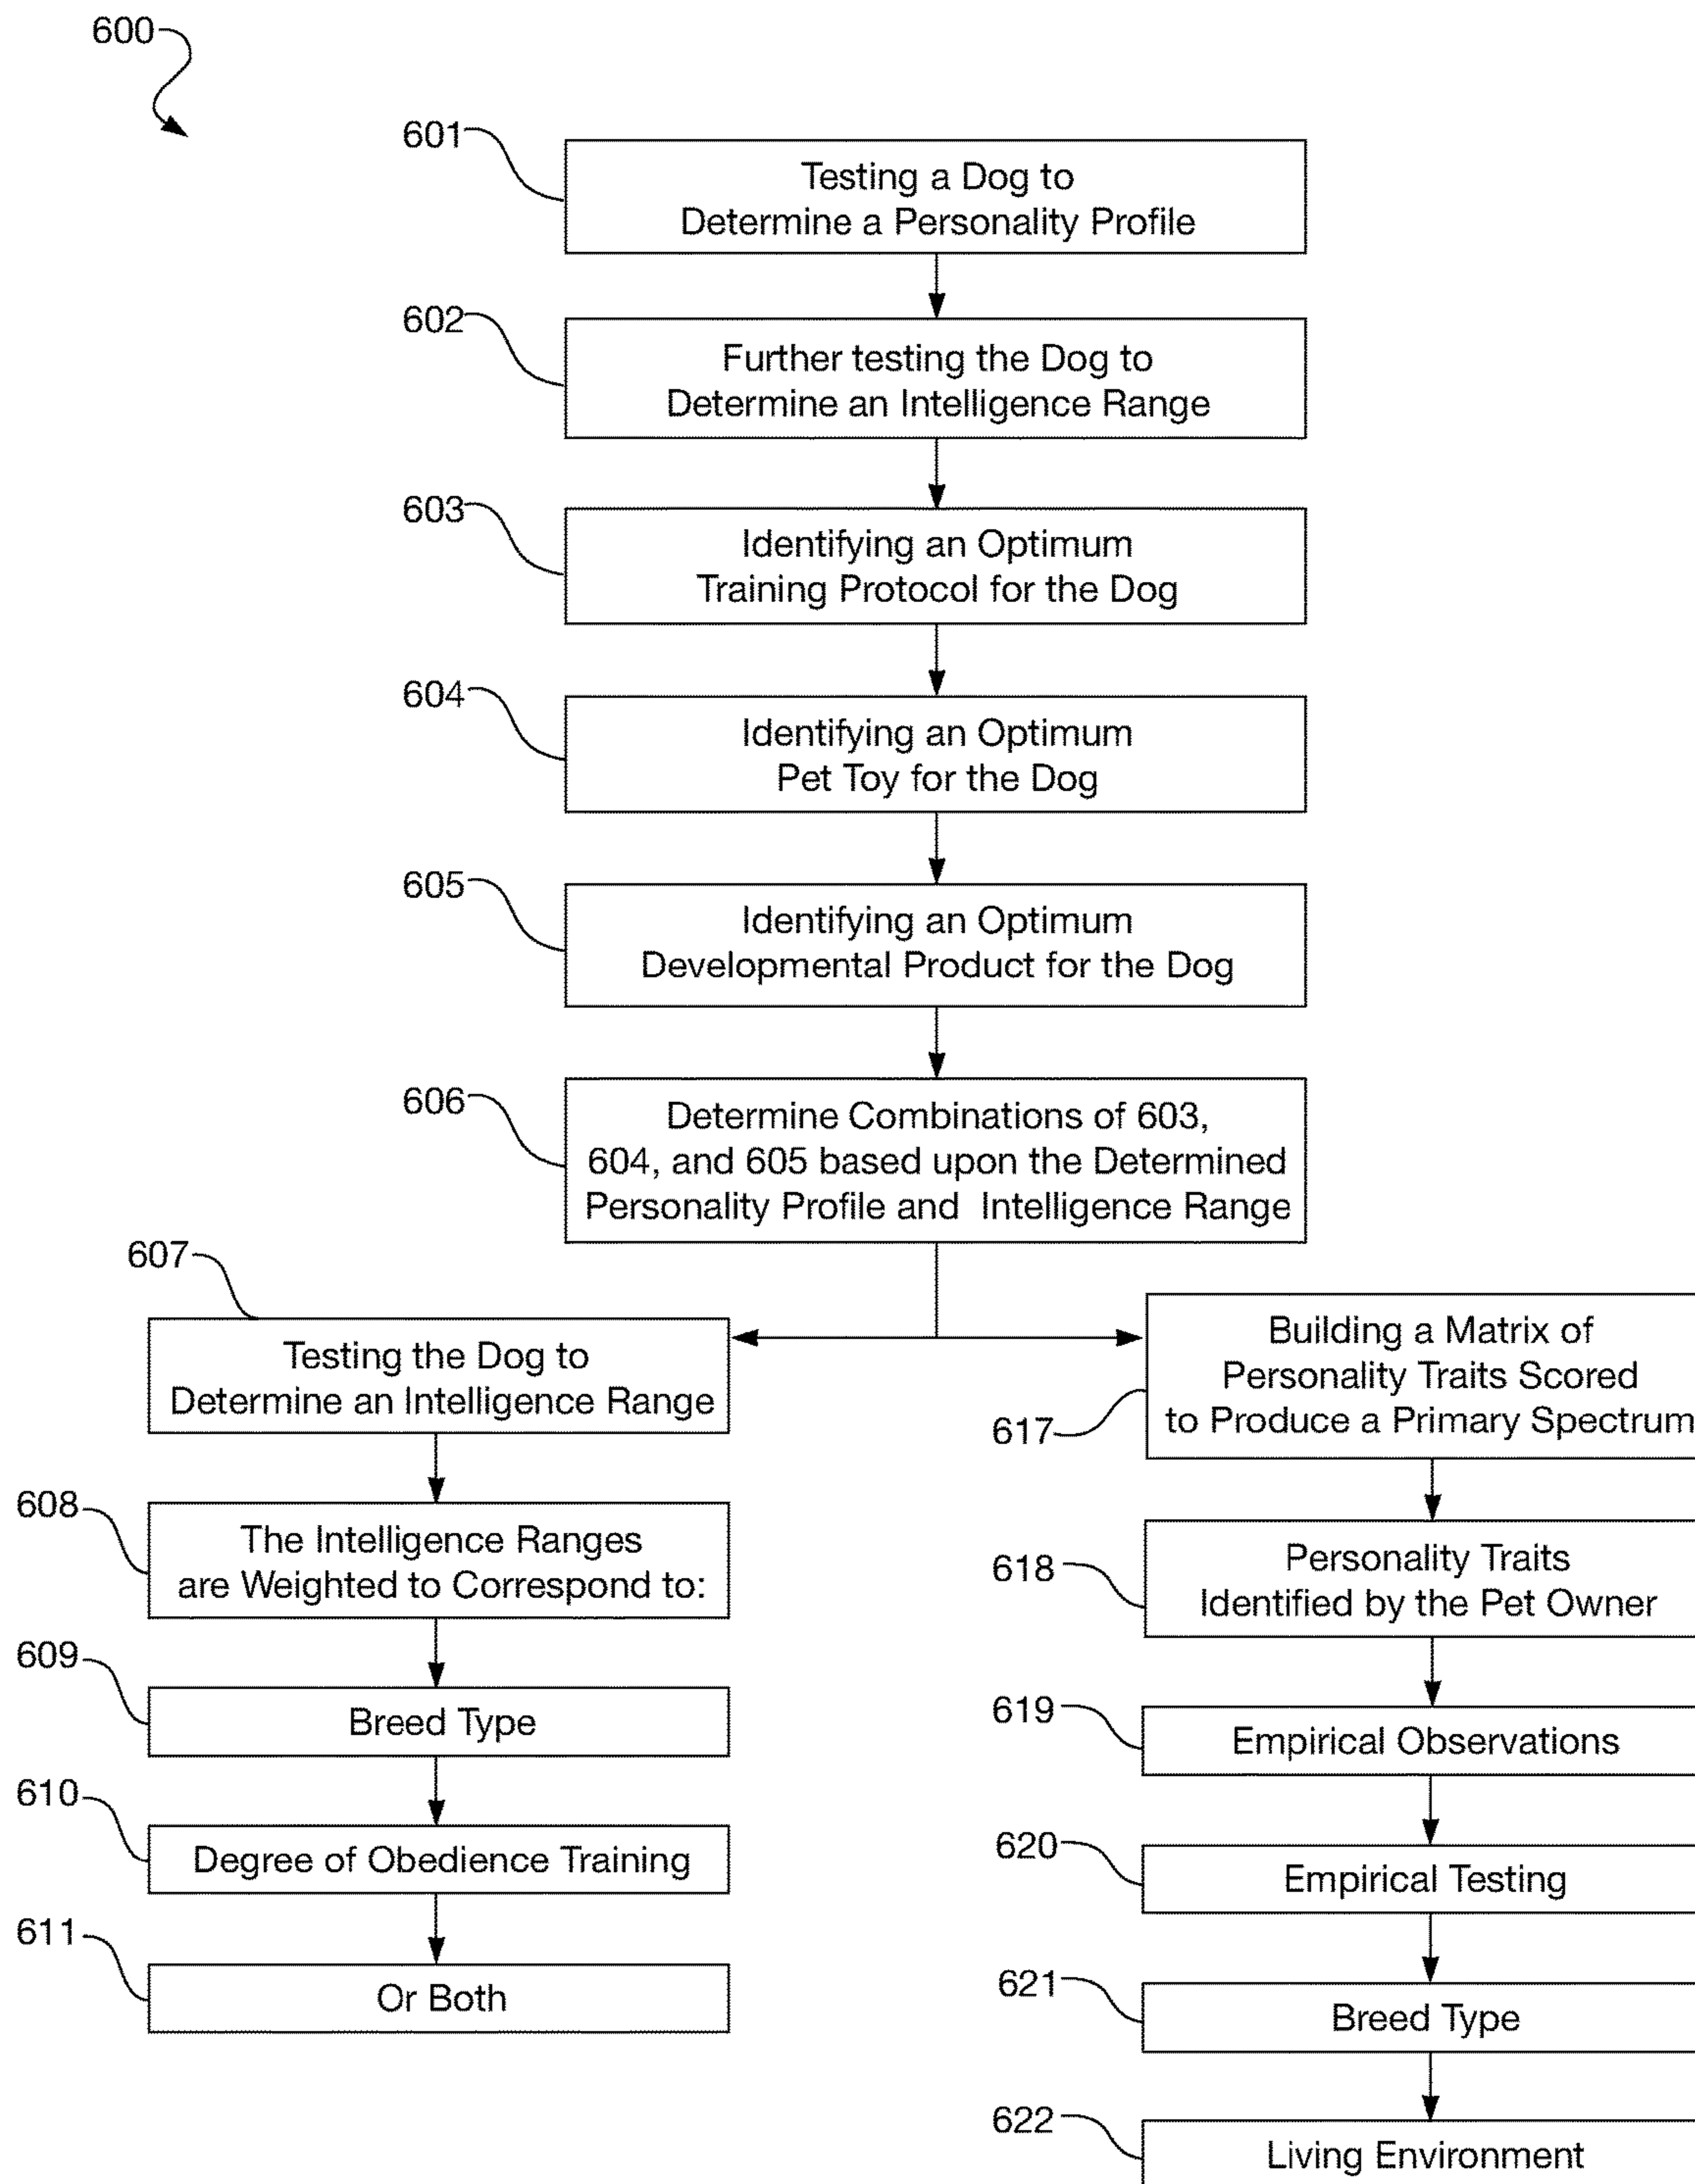 600
601
Testing a Dog to
Determine a Personality Profile
602
Further testing the Dog to
Determine an Intelligence Range
603
Identifying an Optimum
Training Protocol for the Dog
604
Identifying an Optimum
Pet Toy for the Dog
605
Identifying an Optimum
Developmental Product for the Dog
606
Determine Combinations of 603,
604, and 605 based upon the Determined
Personality Profile and Intelligence Range
607
Testing the Dog to
Determine an Intelligence Range
608
The Intelligence Ranges
are Weighted to Correspond to:
609
Breed Type
610
Degree of Obedience Training
611
Or Both
617
Building a Matrix of
Personality Traits Scored
to Produce a Primary Spectrum
618
Personality Traits
Identified by the Pet Owner
619
Empirical Observations
620
Empirical Testing
621
Breed Type
622
Living Environment